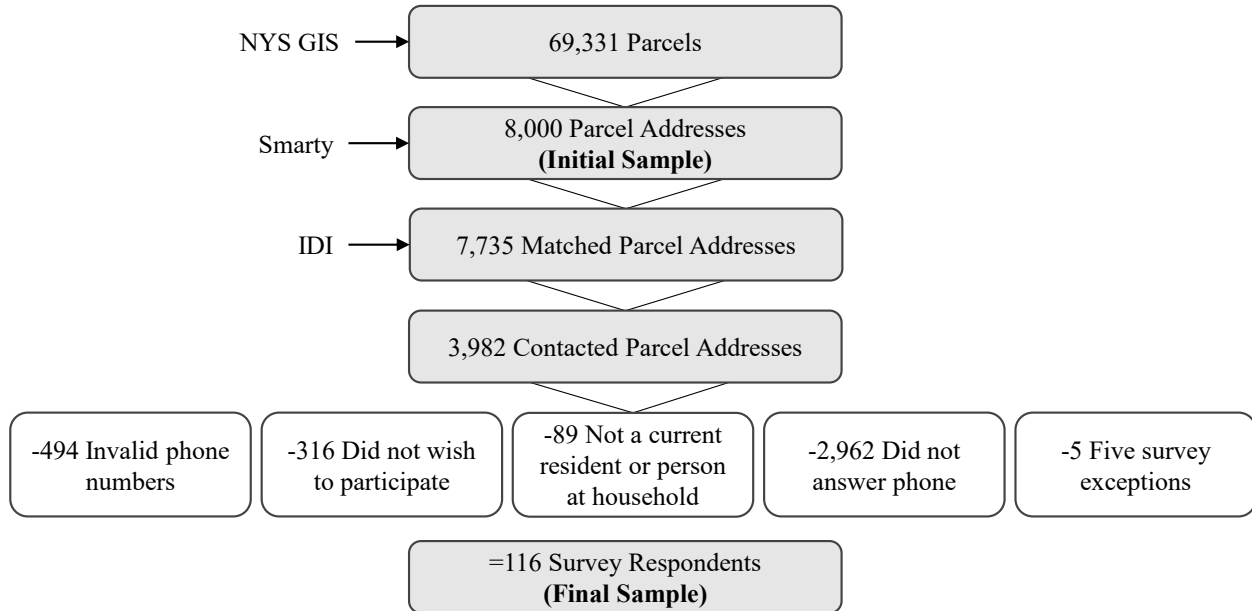 NYS GIS
69,331 Parcels
Smarty
8,000 Parcel Addresses
(Initial Sample)
IDI
7,735 Matched Parcel Addresses
3,982 Contacted Parcel Addresses
-494 Invalid phone
numbers
-316 Did not wish
to participate
-89 Not a current
resident or person
at household
-2,962 Did not
answer phone
-5 Five survey
exceptions
=116 Survey Respondents
(Final Sample)